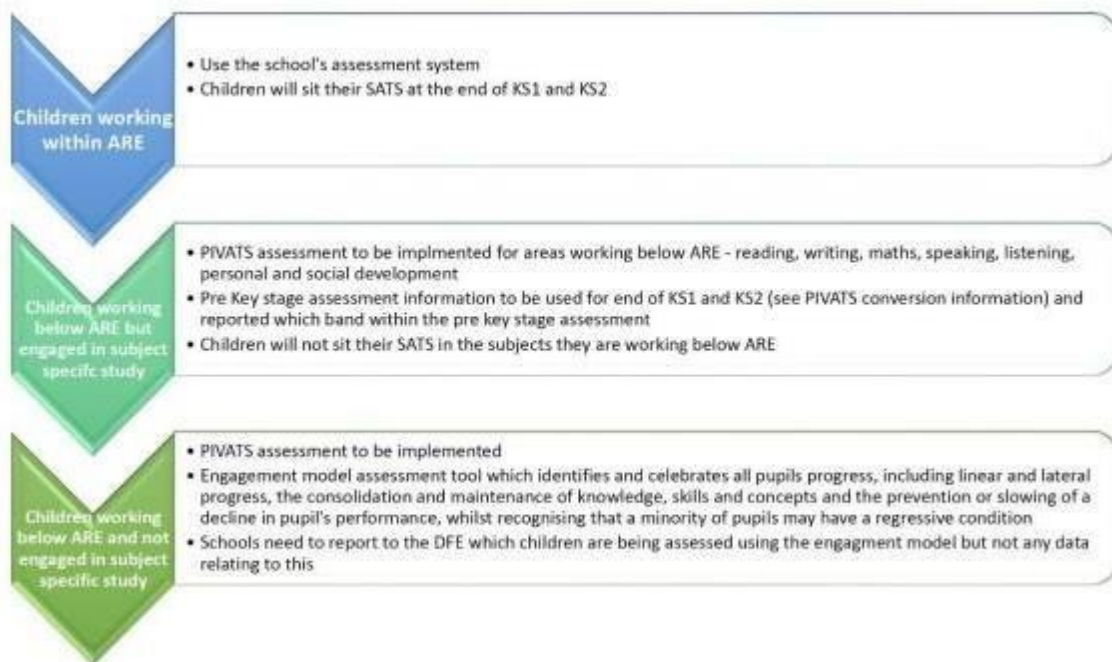 Children working
within ARE
• Use the school's assessment system
• Children will sit their SATS at the end of KS1 and KS2
Children working
below ARE but
engaged in subject
specifc study
• PIVATS assessment to be implmented for areas working below ARE - reading, writing, maths, speaking, listening,
personal and social development
• Pre Key stage assessment information to be used for end of KS1 and KS2 (see PIVATS conversion information) and
reported which band within the pre key stage assessment
• Children will not sit their SATS in the subjects they are working below ARE
Children working
below ARE and not
engaged in subject
specific study
• PIVATS assessment to be implemented
• Engagement model assessment tool which identifies and celebrates all pupils progress, including linear and lateral
progress, the consolidation and maintenance of knowledge, skills and concepts and the prevention or slowing of a
decline in pupil's performance, whilst recognising that a minority of pupils may have a regressive condition
• Schools need to report to the DFE which children are being assessed using the engagment model but not any data
relating to this